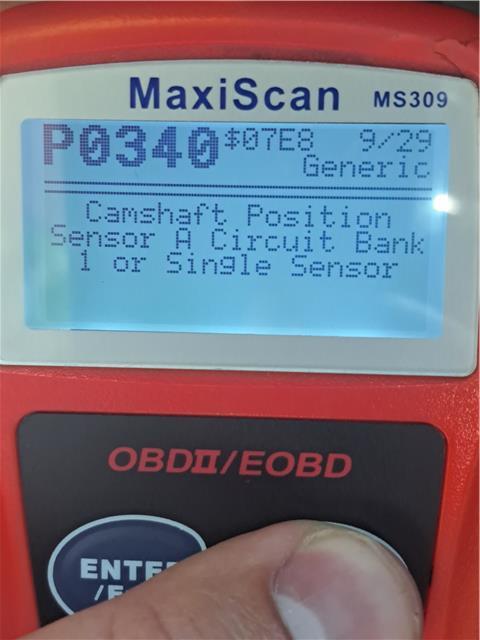 MaxiScan MS309
P0340 $07E8 9/29
Generic
Camshaft Position
Sensor A Circuit Bank
1 or Single Sensor
OBDII/EOBD